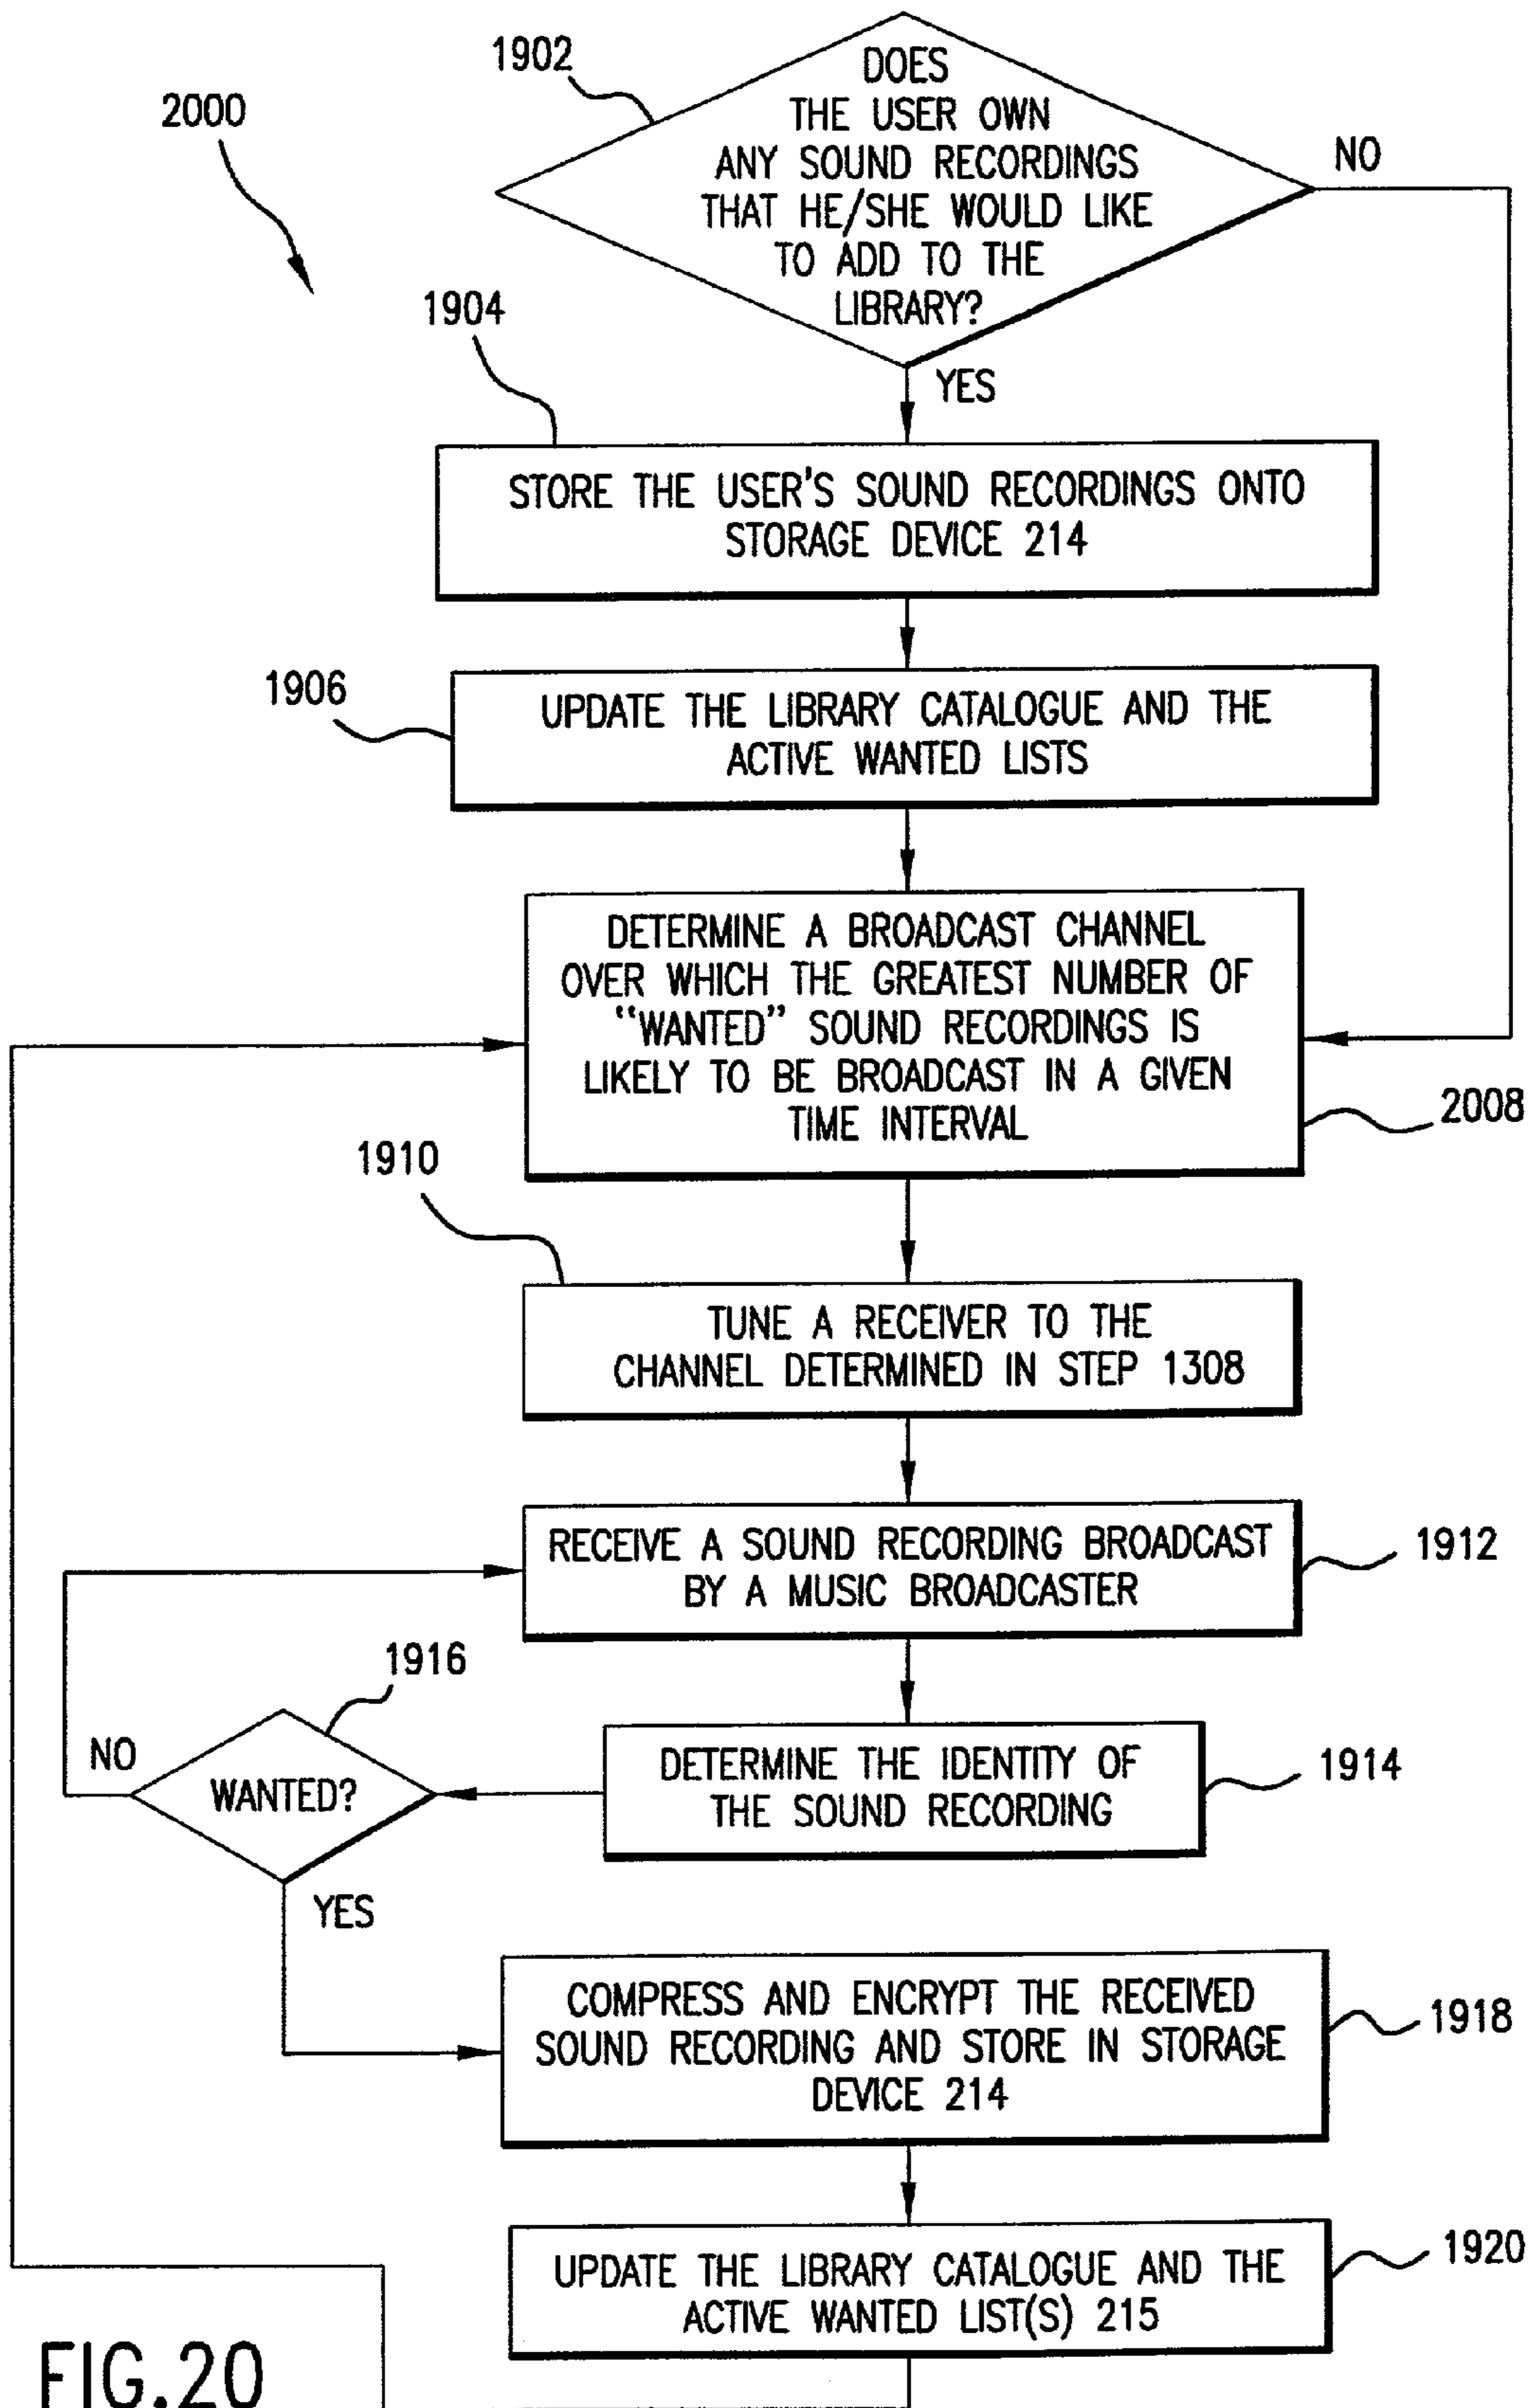 1902
2000
DOES
THE USER OWN
ANY SOUND RECORDINGS
THAT HE/SHE WOULD LIKE
TO ADD TO THE
LIBRARY?
NO
YES
1904
STORE THE USER'S SOUND RECORDINGS ONTO
STORAGE DEVICE 214
1906
UPDATE THE LIBRARY CATALOGUE AND THE
ACTIVE WANTED LISTS
DETERMINE A BROADCAST CHANNEL
OVER WHICH THE GREATEST NUMBER OF
“WANTED” SOUND RECORDINGS IS
LIKELY TO BE BROADCAST IN A GIVEN
TIME INTERVAL
2008
1910
TUNE A RECEIVER TO THE
CHANNEL DETERMINED IN STEP 1308
RECEIVE A SOUND RECORDING BROADCAST
BY A MUSIC BROADCASTER
1912
1916
NO
WANTED?
YES
DETERMINE THE IDENTITY OF
THE SOUND RECORDING
1914
COMPRESS AND ENCRYPT THE RECEIVED
SOUND RECORDING AND STORE IN STORAGE
DEVICE 214
1918
UPDATE THE LIBRARY CATALOGUE AND THE
ACTIVE WANTED LIST(S) 215
1920
FIG.20